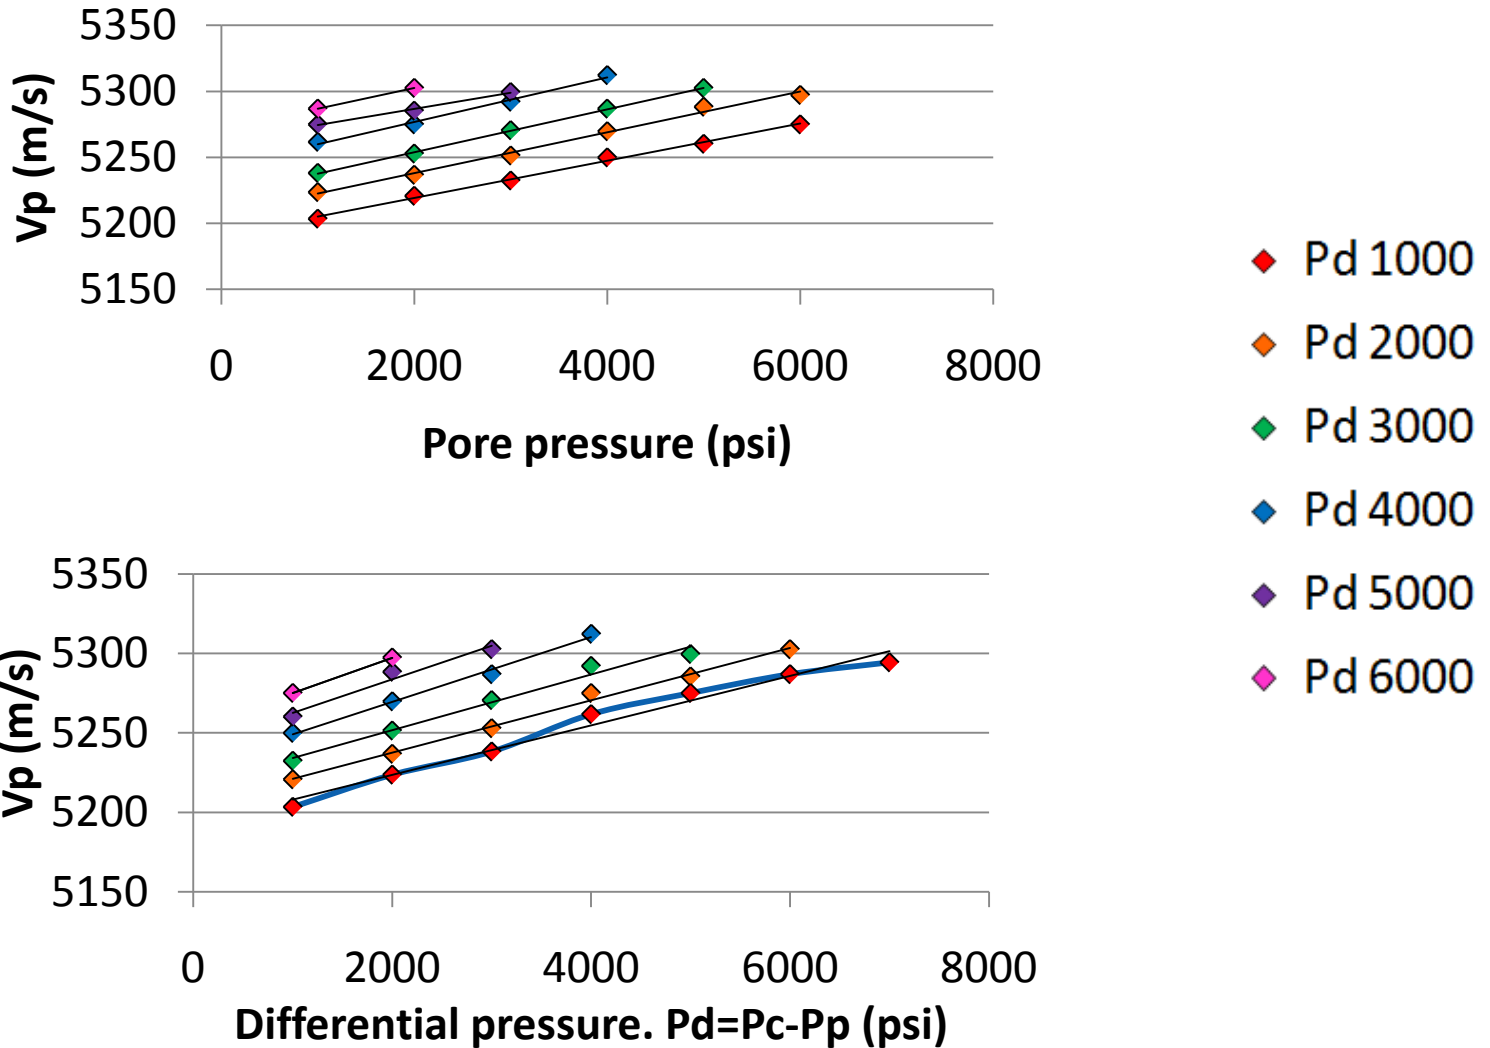 5350
5300
5250
5200
5150
Vp (m/s)
0 2000 4000 6000 8000
Pore pressure (psi)
Pd 1000
Pd 2000
Pd 3000
Pd 4000
Pd 5000
Pd 6000
5350
5300
5250
5200
5150
Vp (m/s)
0 2000 4000 6000 8000
Differential pressure. Pd=Pc-Pp (psi)